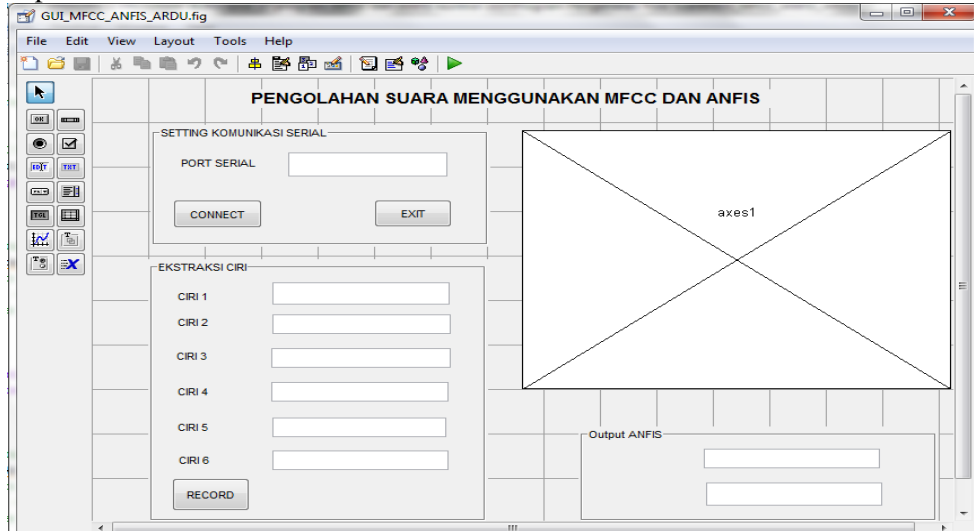 GUI_MFCC_ANFIS_ARDU.fig
File Edit View Layout Tools Help
PENGOLAHAN SUARA MENGGUNAKAN MFCC DAN ANFIS
SETTING KOMUNIKASI SERIAL
PORT SERIAL
CONNECT EXIT
axes1
EKSTRAKSI CIRI
CIRI 1
CIRI 2
CIRI 3
CIRI 4
CIRI 5
CIRI 6
RECORD
Output ANFIS